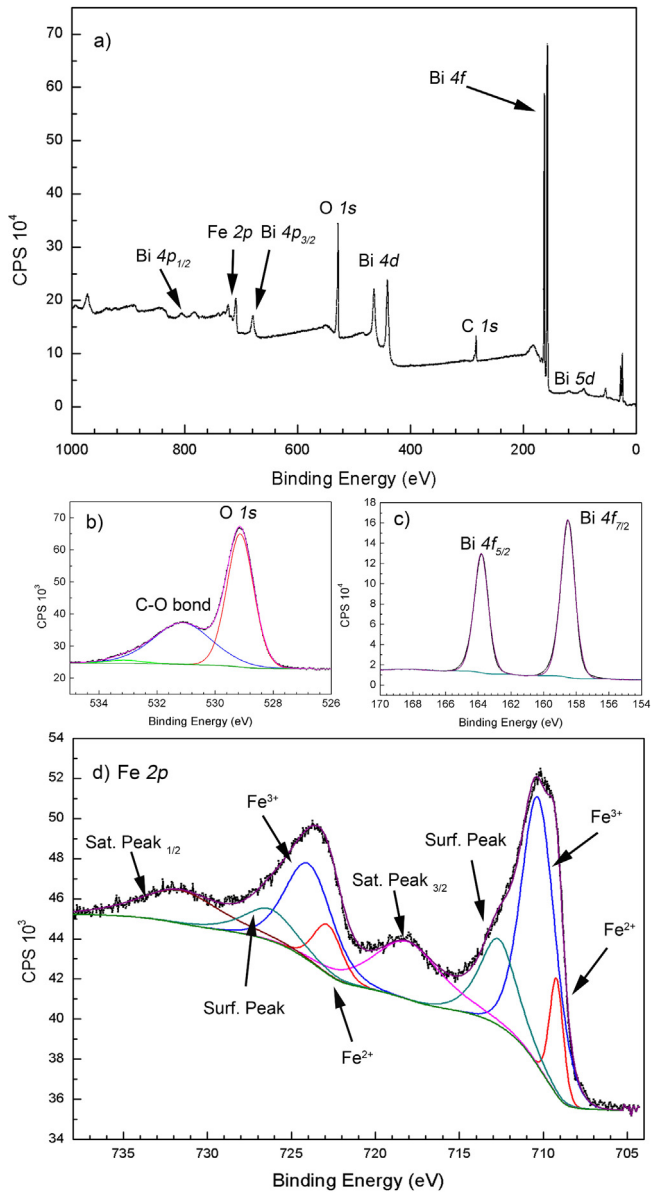 a)
70
60
50
40
30
20
10
0
CPS 10⁴
Bi 4f
O 1s
Fe 2p
Bi 4p3/2
Bi 4p1/2
Bi 4d
C 1s
Bi 5d
1000 800 600 400 200 0
Binding Energy (eV)
b)
O 1s
C-O bond
70
60
50
40
30
20
CPS 10³
534 532 530 528 526
Binding Energy (eV)
c)
Bi 4f7/2
Bi 4f5/2
18
16
14
12
10
8
6
4
2
0
CPS 10⁴
170 168 166 164 162 160 158 156 154
Binding Energy (eV)
d) Fe 2p
54
52
50
48
46
44
42
40
38
36
34
CPS 10³
Fe³⁺
Fe³⁺
Sat. Peak 1/2
Surf. Peak
Sat. Peak 3/2
Fe²⁺
Surf. Peak
Fe²⁺
735 730 725 720 715 710 705
Binding Energy (eV)